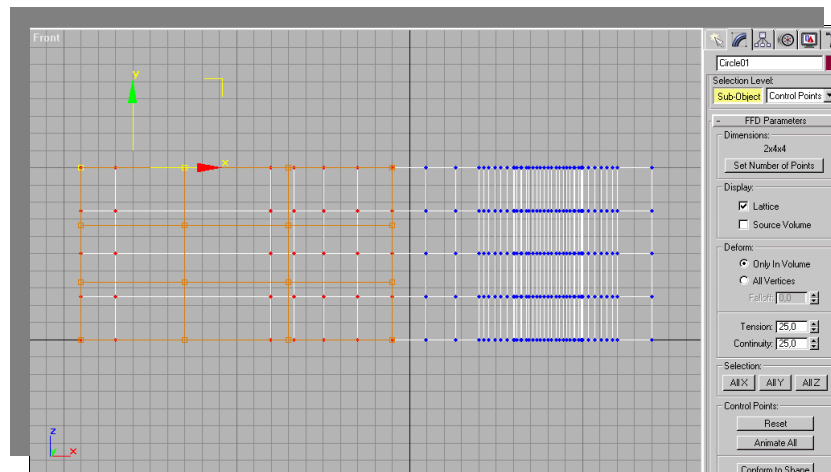 Front
y
x
z
x
Circle01
Selection Level:
Sub-Object Control Points
- FFD Parameters
Dimensions:
2x4x4
Set Number of Points
Display:
Lattice
Source Volume
Deform:
Only In Volume
All Vertices
Falloff: 0,0
Tension: 25,0
Continuity: 25,0
Selection:
All X All Y All Z
Control Points:
Reset
Animate All
Conform to Shape